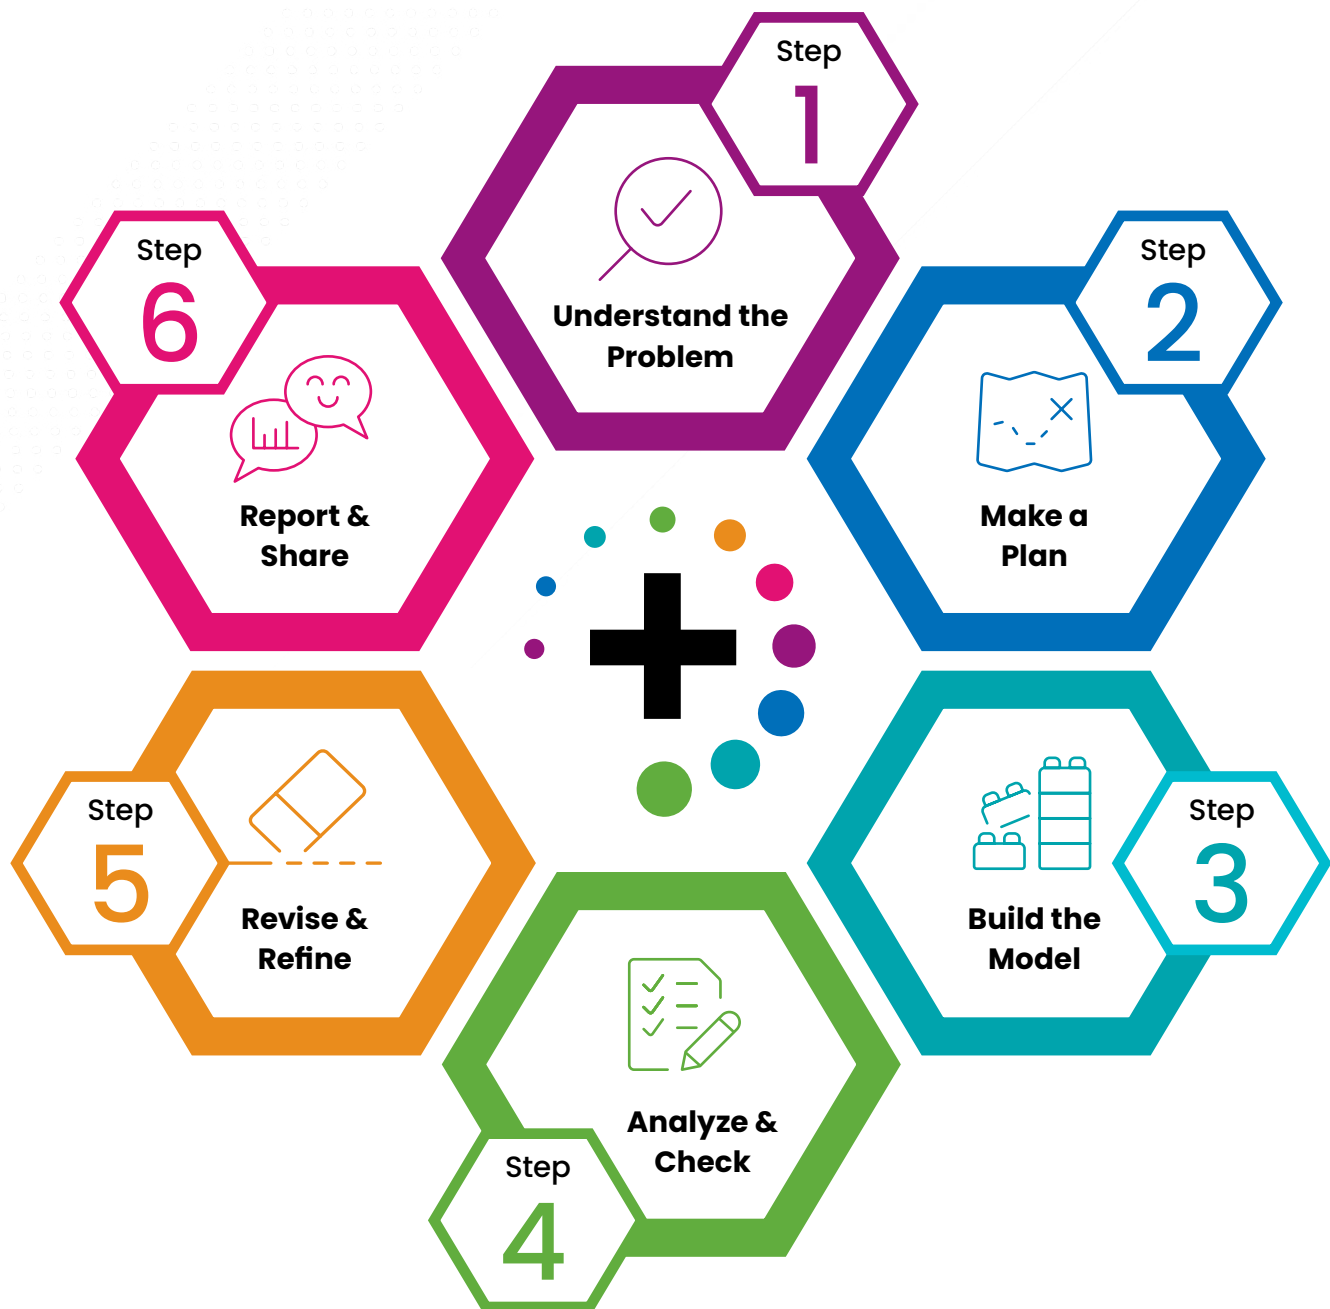 Step
1
Understand the
Problem
Step
2
Make a
Plan
Step
3
Build the
Model
Step
4
Analyze &
Check
Step
5
Revise &
Refine
Step
6
Report &
Share